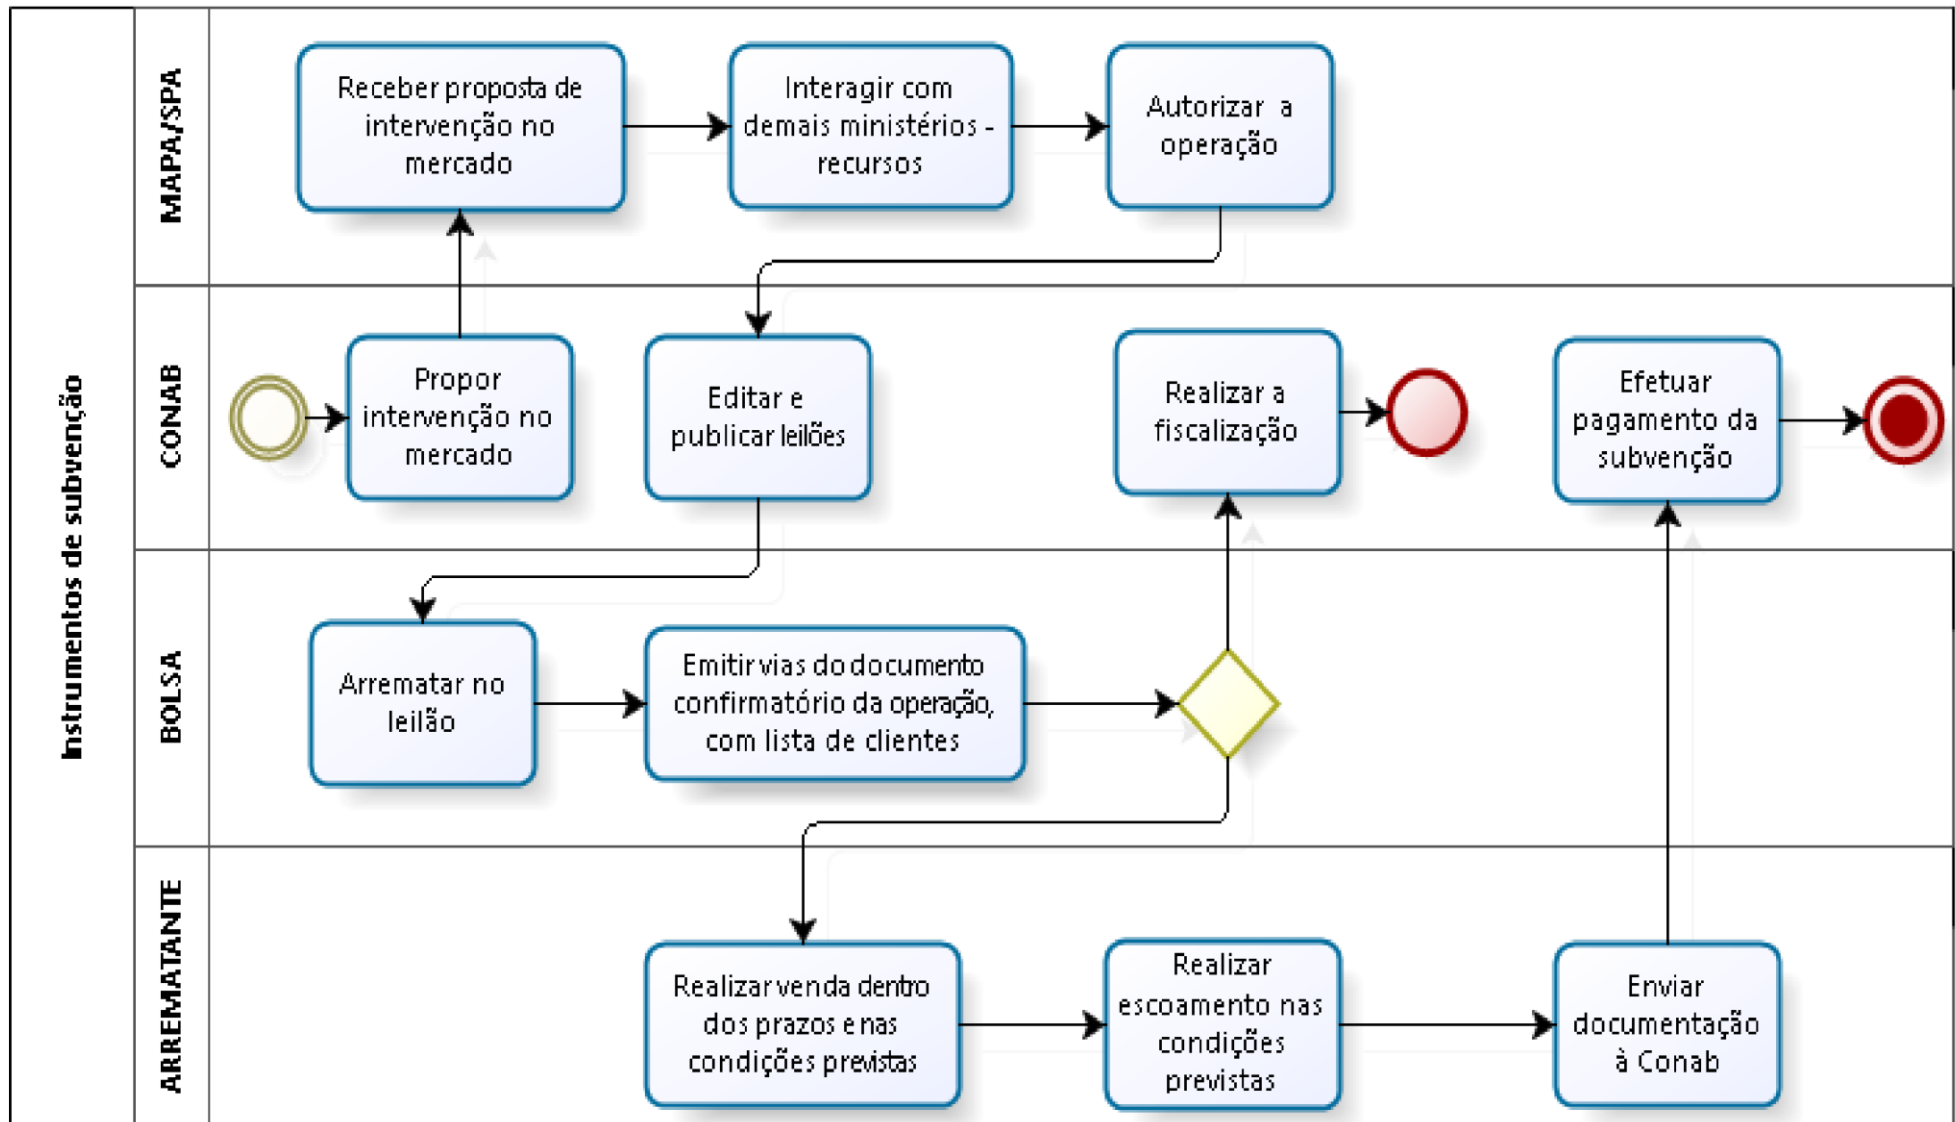 Instrumentos de subvenção
MAPA/SPA
Receber proposta de
intervenção no
mercado
Interagir com
demais ministérios -
recursos
Autorizar a
operação
CONAB
Propor
intervenção no
mercado
Editar e
publicar leilões
Realizar a
fiscalização
Efetuar
pagamento da
subvenção
BOLSA
Arrematar no
leilão
Emitir vias do documento
confirmatório da operação,
com lista de clientes
ARREMATANTE
Realizar venda dentro
dos prazos e nas
condições previstas
Realizar
escoamento nas
condições
previstas
Enviar
documentação
à Conab